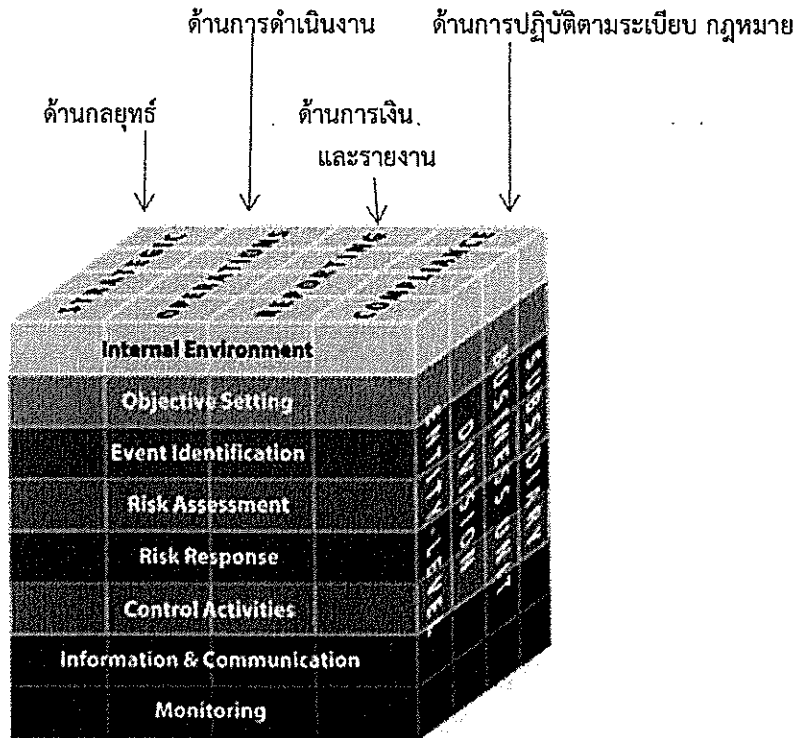 ด้านการดำเนินงาน
ด้านการปฏิบัติตามระเบียบ กฎหมาย
ด้านกลยุทธ์
ด้านการเงิน
และรายงาน
STRATEGIC
OPERATIONS
REPORTING
COMPLIANCE
Internal Environment
Objective Setting
Event Identification
Risk Assessment
Risk Response
Control Activities
Information & Communication
Monitoring
ENTITY LEVEL
DIVISION
BUSINESS UNIT
SUBSIDIARY